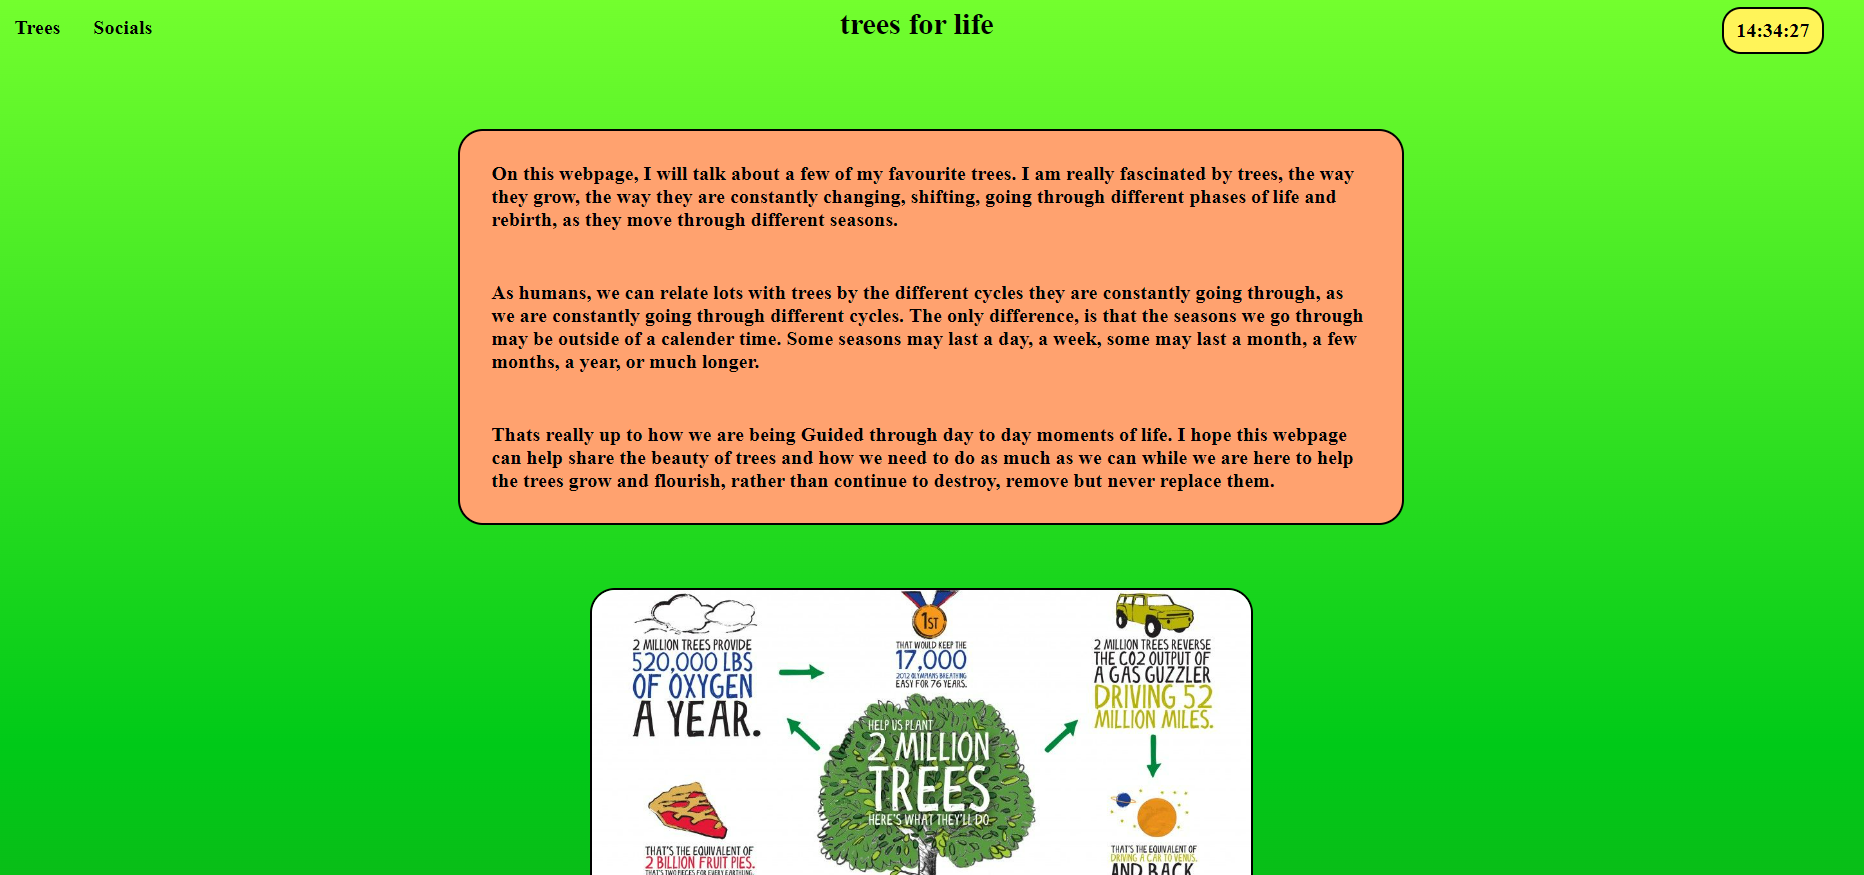 Trees Socials trees for life 14:34:27
On this webpage, I will talk about a few of my favourite trees. I am really fascinated by trees, the way
they grow, the way they are constantly changing, shifting, going through different phases of life and
rebirth, as they move through different seasons.
As humans, we can relate lots with trees by the different cycles they are constantly going through, as
we are constantly going through different cycles. The only difference, is that the seasons we go through
may be outside of a calender time. Some seasons may last a day, a week, some may last a month, a few
months, a year, or much longer.
Thats really up to how we are being Guided through day to day moments of life. I hope this webpage
can help share the beauty of trees and how we need to do as much as we can while we are here to help
the trees grow and flourish, rather than continue to destroy, remove but never replace them.
2 MILLION TREES PROVIDE
520,000 LBS
OF OXYGEN
A YEAR.
1ST
THAT WOULD KEEP THE
17,000
2012 OLYMPIANS BREATHING
EASY FOR 76 YEARS.
2 MILLION TREES REVERSE
THE CO2 OUTPUT OF
A GAS GUZZLER
DRIVING 52
MILLION MILES.
HELP US PLANT
2 MILLION
TREES
HERE'S WHAT THEY'LL DO
THAT'S THE EQUIVALENT OF
2 BILLION FRUIT PIES.
THAT'S TWO PIECES FOR EVERY EARTHLING.
THAT'S THE EQUIVALENT OF
DRIVING A CAR TO VENUS.
AND BACK